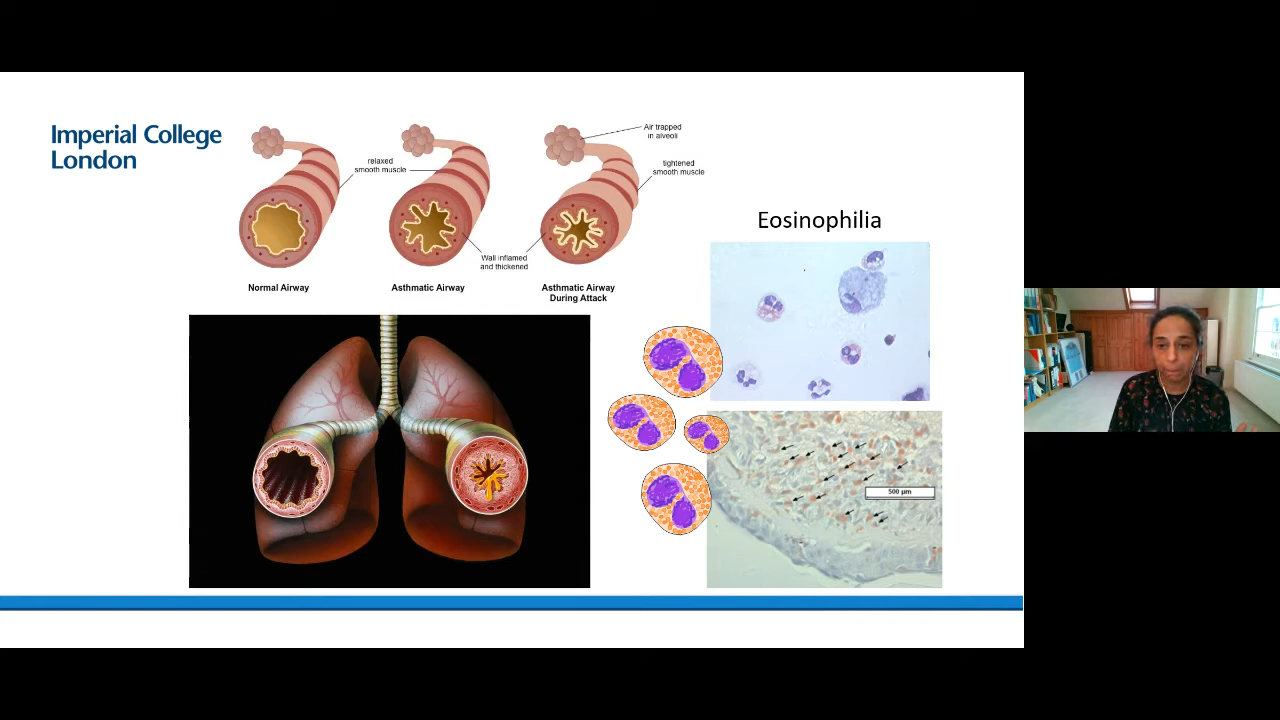 Imperial College
London
Air trapped
in alveoli
relaxed
smooth muscle
tightened
smooth muscle
Wall inflamed
and thickened
Normal Airway
Asthmatic Airway
Asthmatic Airway
During Attack
Eosinophilia
500 µm